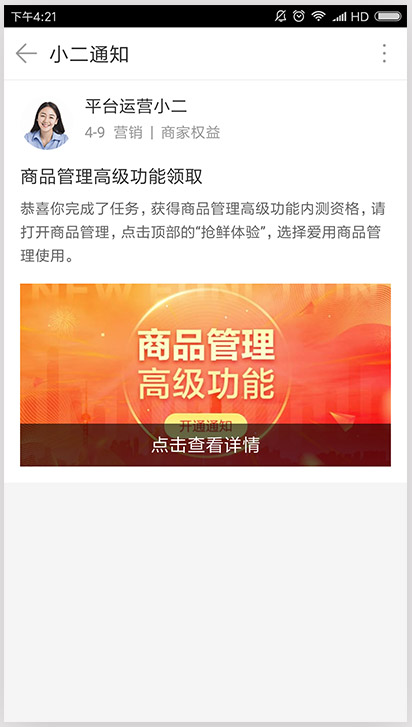 下午4:21
HD
小二通知
平台运营小二
4-9 营销 | 商家权益
商品管理高级功能领取
恭喜你完成了任务，获得商品管理高级功能内测资格，请
打开商品管理，点击顶部的“抢鲜体验”，选择爱用商品管
理使用。
商品管理
高级功能
开通通知
点击查看详情